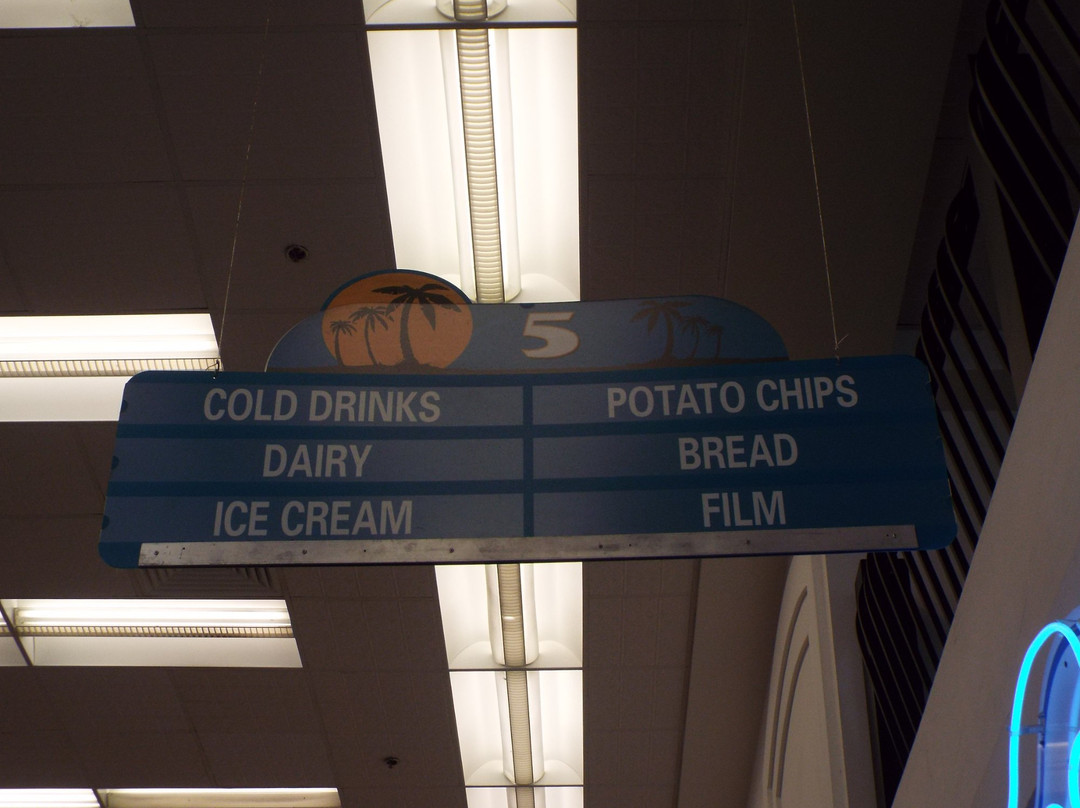 5
COLD DRINKS
DAIRY
ICE CREAM
POTATO CHIPS
BREAD
FILM